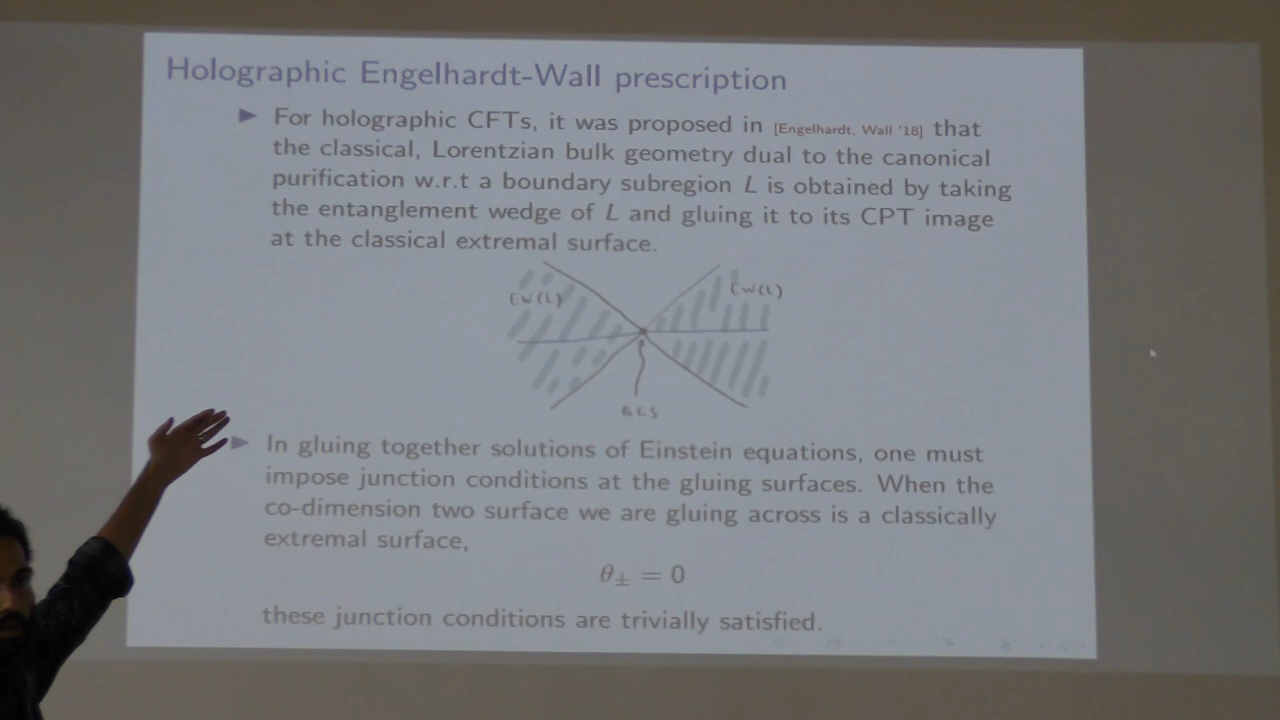 Holographic Engelhardt-Wall prescription
For holographic CFTs, it was proposed in [Engelhardt, Wall '18] that
the classical, Lorentzian bulk geometry dual to the canonical
purification w.r.t a boundary subregion L is obtained by taking
the entanglement wedge of L and gluing it to its CPT image
at the classical extremal surface.
EW(L)
EW(L)
In gluing together solutions of Einstein equations, one must
impose junction conditions at the gluing surfaces. When the
co-dimension two surface we are gluing across is a classically
extremal surface,
θ± = 0
these junction conditions are trivially satisfied.